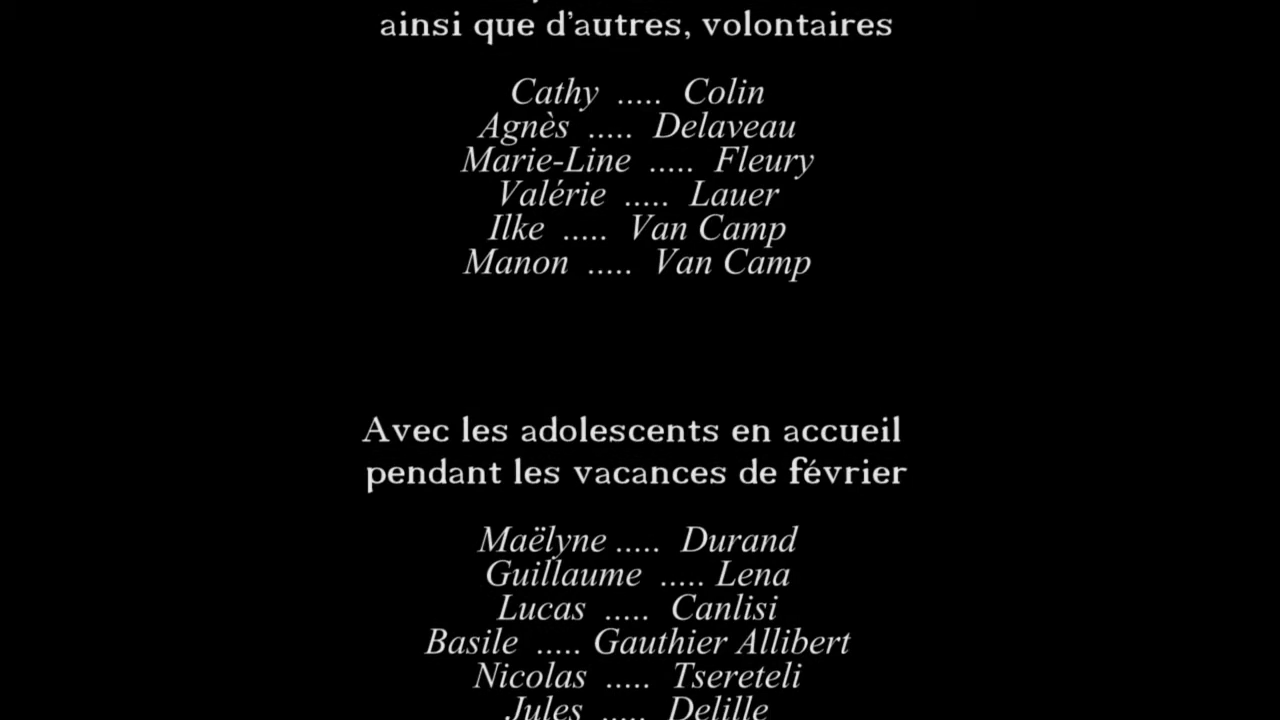 ainsi que d'autres, volontaires
Cathy ..... Colin
Agnès ..... Delaveau
Marie-Line ..... Fleury
Valérie ..... Lauer
Ilke ..... Van Camp
Manon ..... Van Camp
Avec les adolescents en accueil
pendant les vacances de février
Maëlyne ..... Durand
Guillaume ..... Lena
Lucas ..... Canlisi
Basile ..... Gauthier Allibert
Nicolas ..... Tsereteli
Jules ..... Delille